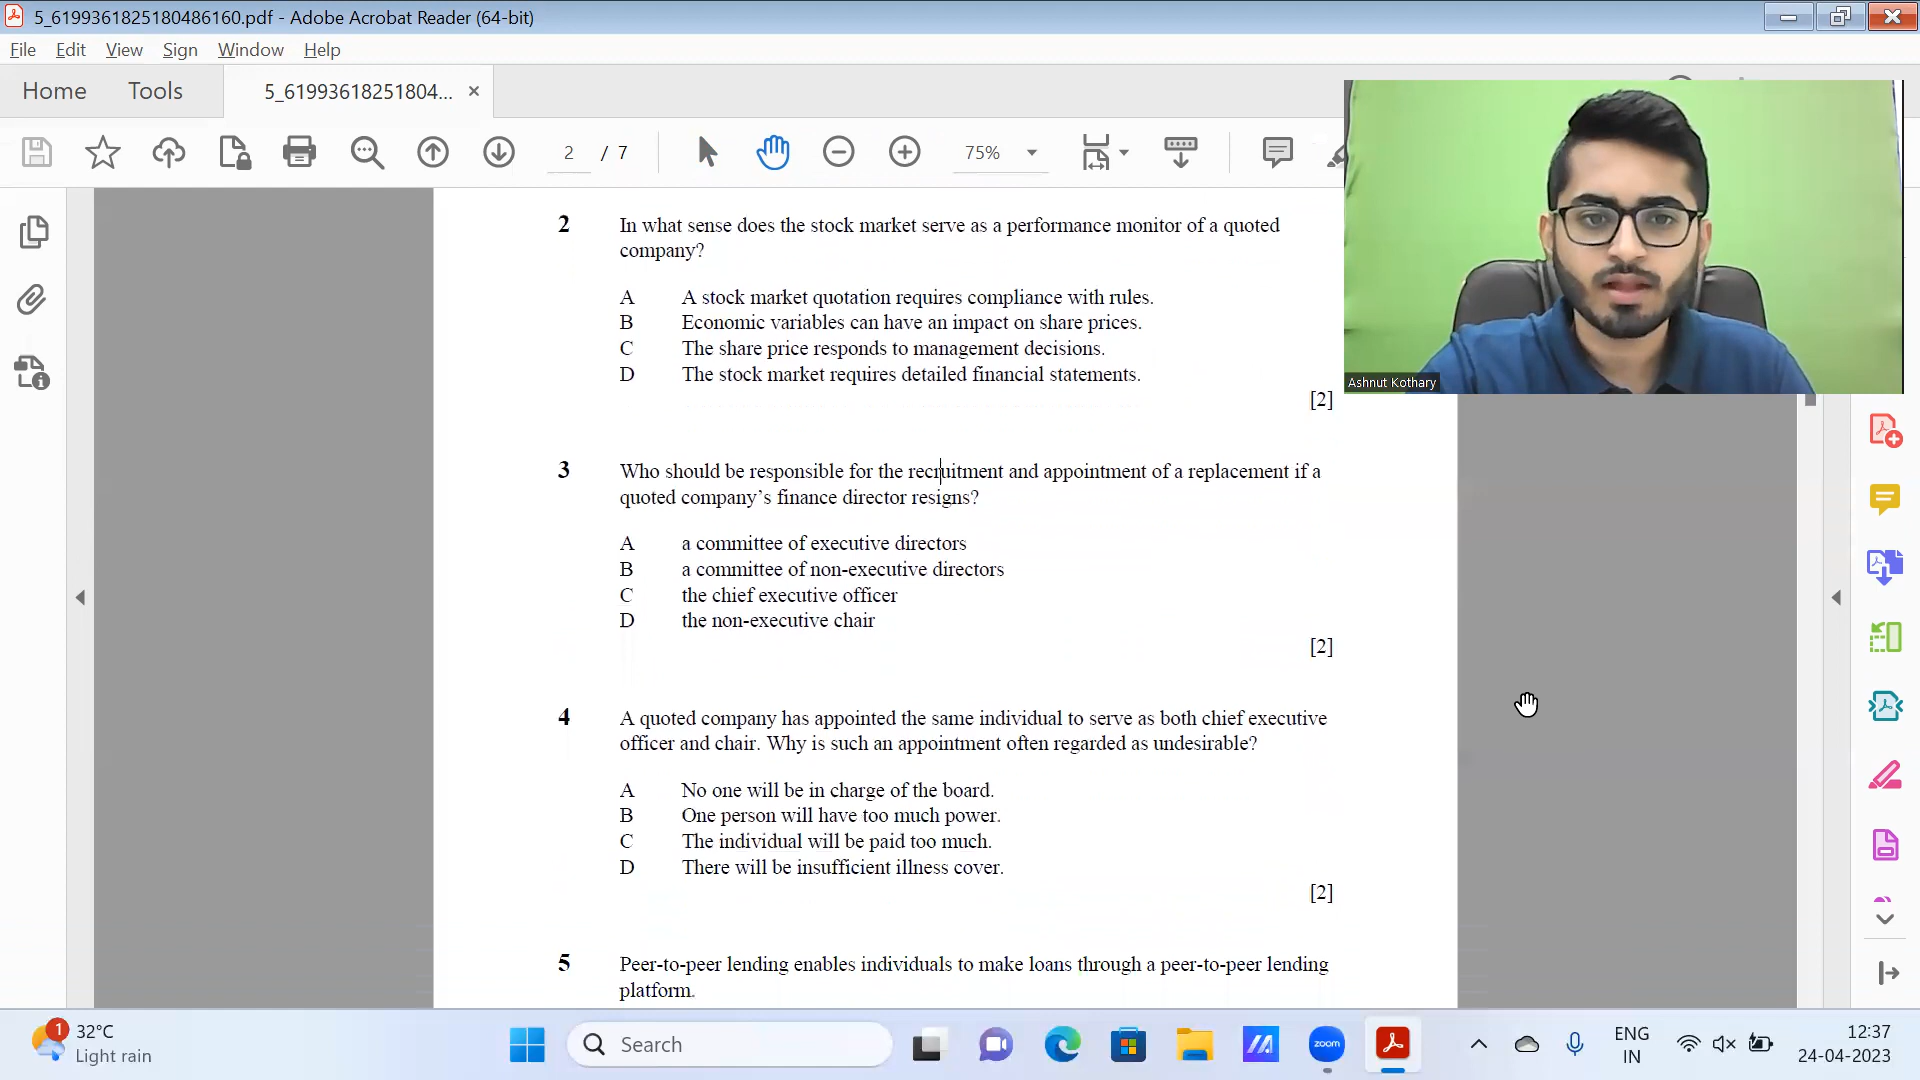 5_6199361825180486160.pdf - Adobe Acrobat Reader (64-bit)
File Edit View Sign Window Help
Home Tools 5_61993618251804... ×
2 / 7 75%
2 In what sense does the stock market serve as a performance monitor of a quoted
company?
A A stock market quotation requires compliance with rules.
B Economic variables can have an impact on share prices.
C The share price responds to management decisions.
D The stock market requires detailed financial statements.
[2]
Ashnut Kothary
3 Who should be responsible for the recruitment and appointment of a replacement if a
quoted company’s finance director resigns?
A a committee of executive directors
B a committee of non-executive directors
C the chief executive officer
D the non-executive chair
[2]
4 A quoted company has appointed the same individual to serve as both chief executive
officer and chair. Why is such an appointment often regarded as undesirable?
A No one will be in charge of the board.
B One person will have too much power.
C The individual will be paid too much.
D There will be insufficient illness cover.
[2]
5 Peer-to-peer lending enables individuals to make loans through a peer-to-peer lending
platform.
1 32°C
Light rain
Search
zoom
ENG
IN
12:37
24-04-2023